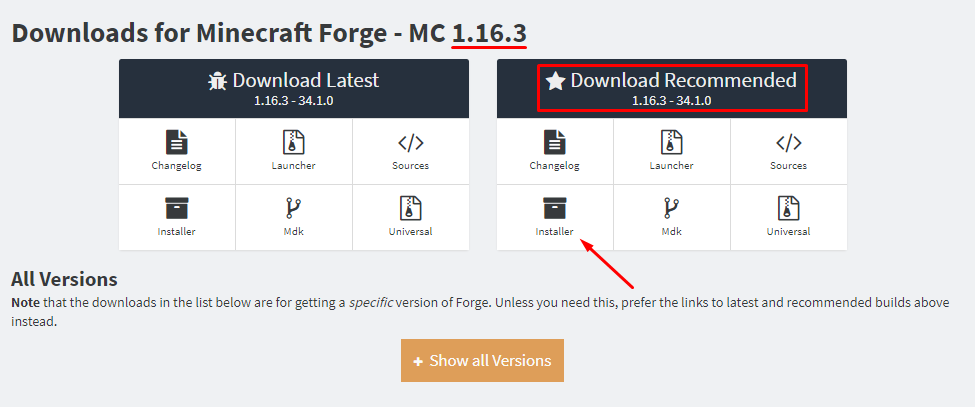 Downloads for Minecraft Forge - MC 1.16.3
Download Latest
1.16.3 - 34.1.0
Download Recommended
1.16.3 - 34.1.0
Changelog
Launcher
Sources
Changelog
Launcher
Sources
Installer
Mdk
Universal
Installer
Mdk
Universal
All Versions
Note that the downloads in the list below are for getting a specific version of Forge. Unless you need this, prefer the links to latest and recommended builds above
instead.
+ Show all Versions